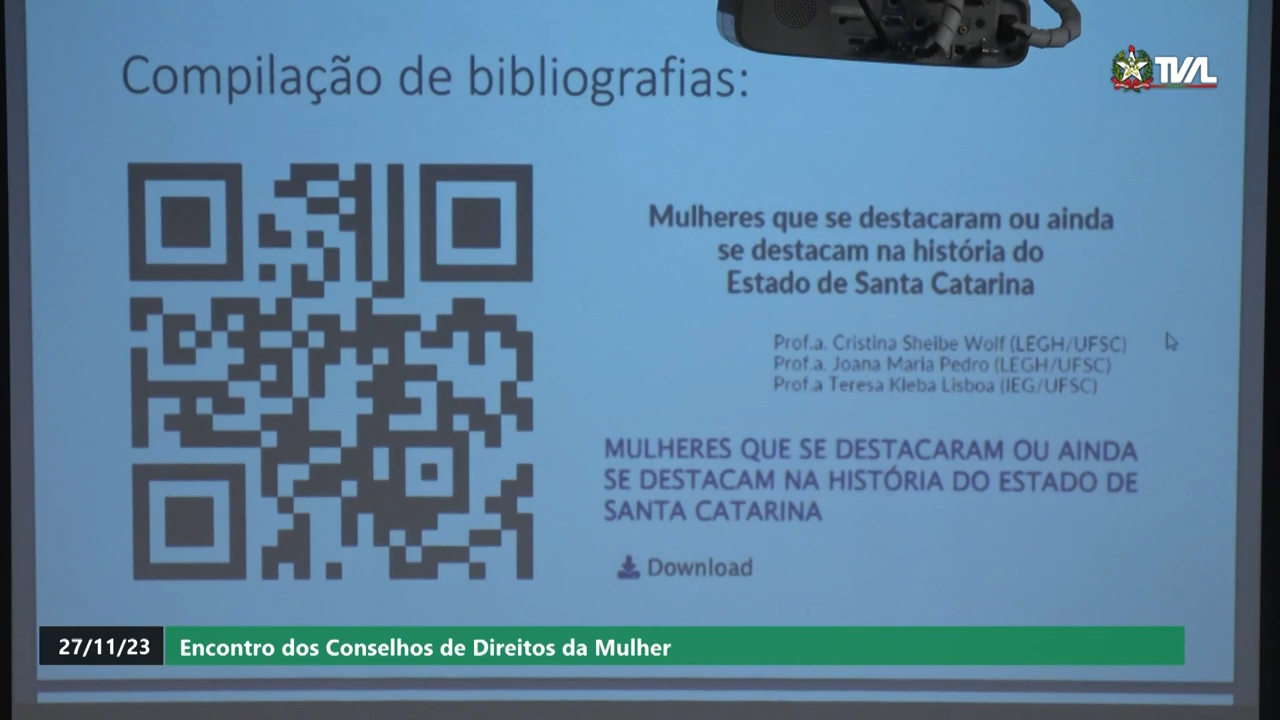 Compilação de bibliografias:
TVAL
Mulheres que se destacaram ou ainda
se destacam na história do
Estado de Santa Catarina
Prof.a. Cristina Sheibe Wolf (LEGH/UFSC)
Prof.a. Joana Maria Pedro (LEGH/UFSC)
Prof.a Teresa Kleba Lisboa (IEG/UFSC)
MULHERES QUE SE DESTACARAM OU AINDA
SE DESTACAM NA HISTÓRIA DO ESTADO DE
SANTA CATARINA
Download
27/11/23 Encontro dos Conselhos de Direitos da Mulher